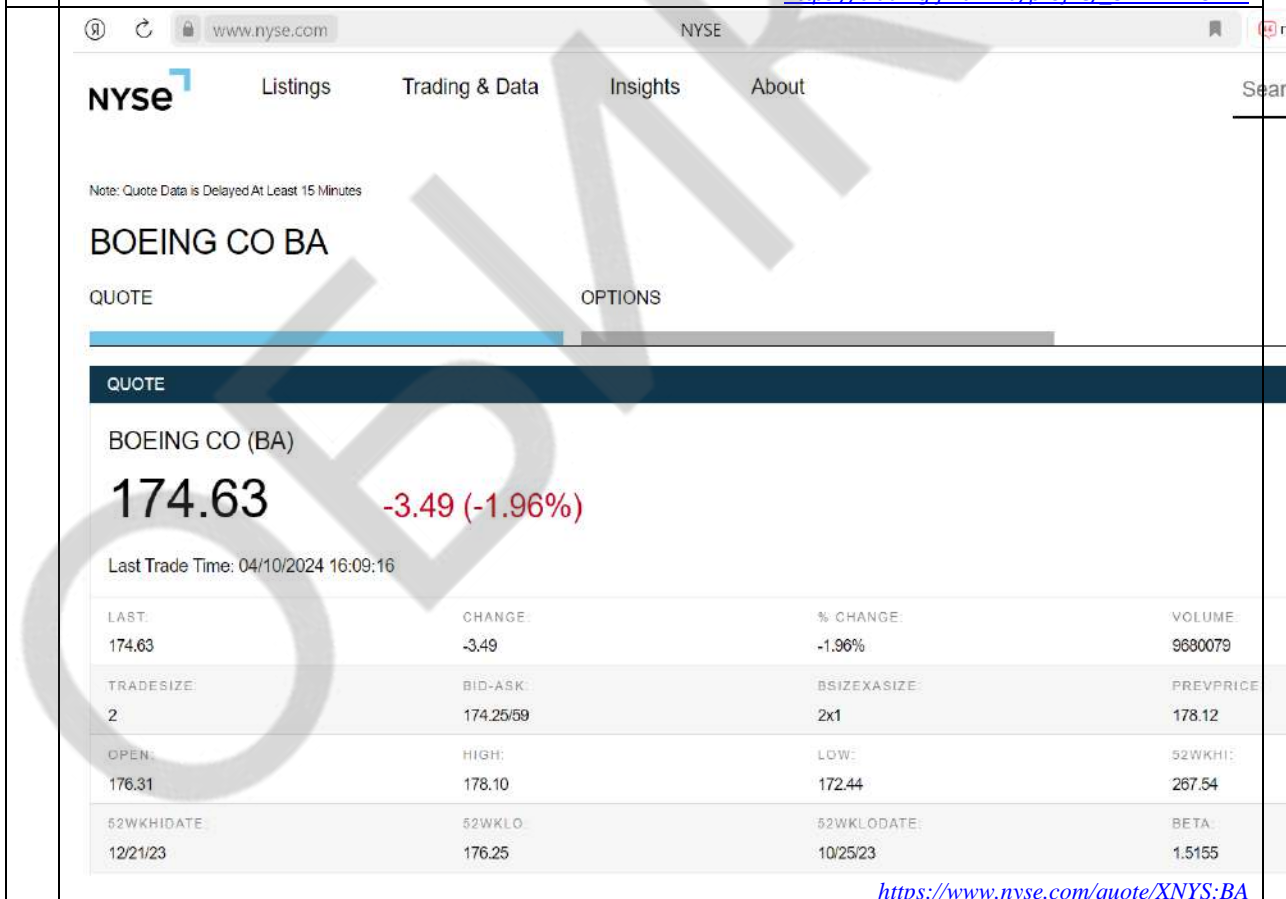 Я www.nyse.com NYSE
NYSE Listings Trading & Data Insights About Sear
Note: Quote Data is Delayed At Least 15 Minutes
BOEING CO BA
QUOTE OPTIONS
QUOTE
BOEING CO (BA)
174.63 -3.49 (-1.96%)
Last Trade Time: 04/10/2024 16:09:16
LAST: CHANGE: % CHANGE: VOLUME:
174.63 -3.49 -1.96% 9680079
TRADESIZE: BID-ASK: BSIZEXASIZE: PREVPRICE
2 174.25/59 2x1 178.12
OPEN: HIGH: LOW: 52WKHI:
176.31 178.10 172.44 267.54
52WKHIDATE: 52WKLO: 52WKLODATE: BETA:
12/21/23 176.25 10/25/23 1.5155
https://www.nyse.com/quote/XNYS:BA
ОБИК